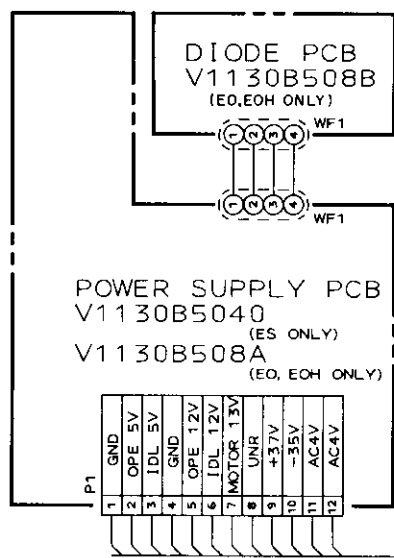 DIODE PCB
V1130B508B
(EO,EOH ONLY)
1 2 3 4 WF1
1 2 3 4 WF1
POWER SUPPLY PCB
V1130B5040
(ES ONLY)
V1130B508A
(EO, EOH ONLY)
P1
1 GND
2 OPE 5V
3 IDL 5V
4 GND
5 OPE 12V
6 IDL 12V
7 MOTOR 13V
8 UNR
9 +37V
10 -35V
11 AC4V
12 AC4V